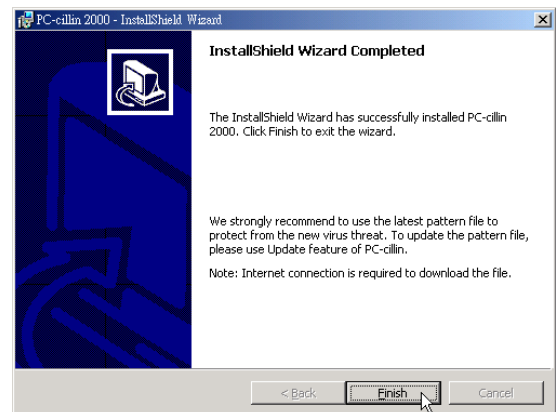 PC-cillin 2000 - InstallShield Wizard
InstallShield Wizard Completed
The InstallShield Wizard has successfully installed PC-cillin
2000. Click Finish to exit the wizard.
We strongly recommend to use the latest pattern file to
protect from the new virus threat. To update the pattern file,
please use Update feature of PC-cillin.
Note: Internet connection is required to download the file.
< Back
Finish
Cancel